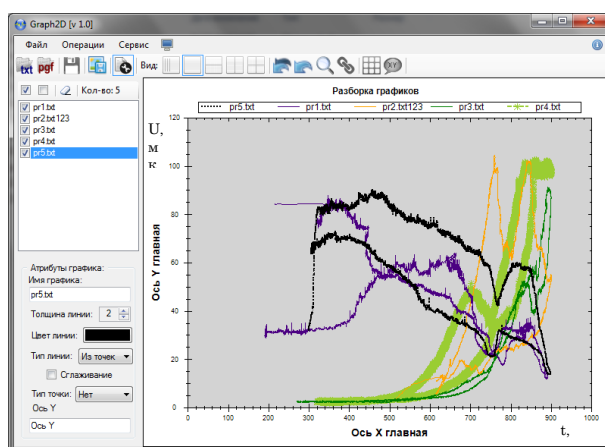 Graph2D [v 1.0]
Файл Операции Сервис
txt pgf Вид: XY
Кол-во: 5
pr1.txt
pr2.txt123
pr3.txt
pr4.txt
pr5.txt
Атрибуты графика:
Имя графика:
pr5.txt
Толщина линии: 2
Цвет линии:
Тип линии: Из точек
Сглаживание
Тип точки: Нет
Ось Y
Ось Y
Разборка графиков
pr5.txt pr1.txt pr2.txt123 pr3.txt pr4.txt
U,
м
к
Ось Y главная
120
100
80
60
40
20
0
0 100 200 300 400 500 600 700 800 900 1000
Ось X главная
t,